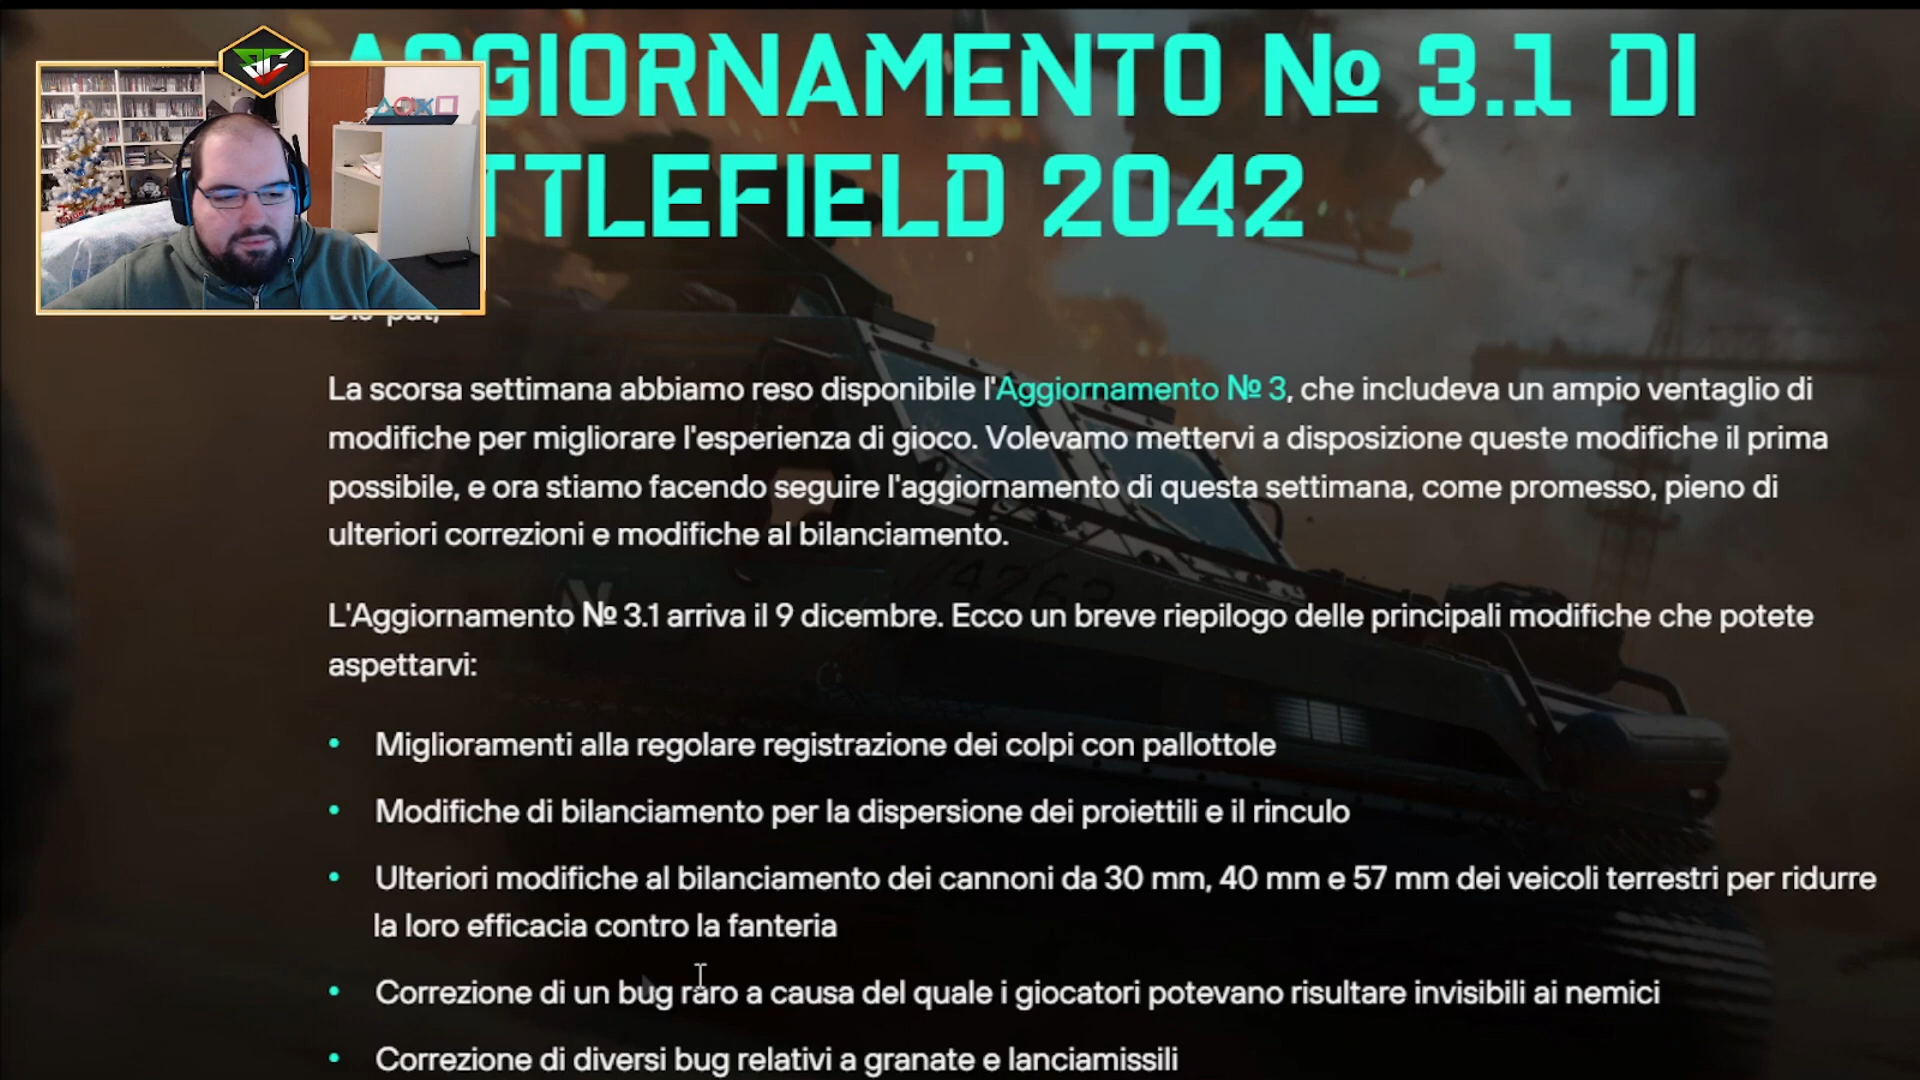 AGGIORNAMENTO № 3.1 DI
TTLEFIELD 2042
La scorsa settimana abbiamo reso disponibile l'Aggiornamento № 3, che includeva un ampio ventaglio di
modifiche per migliorare l'esperienza di gioco. Volevamo mettervi a disposizione queste modifiche il prima
possibile, e ora stiamo facendo seguire l'aggiornamento di questa settimana, come promesso, pieno di
ulteriori correzioni e modifiche al bilanciamento.
L'Aggiornamento № 3.1 arriva il 9 dicembre. Ecco un breve riepilogo delle principali modifiche che potete
aspettarvi:
• Miglioramenti alla regolare registrazione dei colpi con pallottole
• Modifiche di bilanciamento per la dispersione dei proiettili e il rinculo
• Ulteriori modifiche al bilanciamento dei cannoni da 30 mm, 40 mm e 57 mm dei veicoli terrestri per ridurre
la loro efficacia contro la fanteria
• Correzione di un bug raro a causa del quale i giocatori potevano risultare invisibili ai nemici
• Correzione di diversi bug relativi a granate e lanciamissili